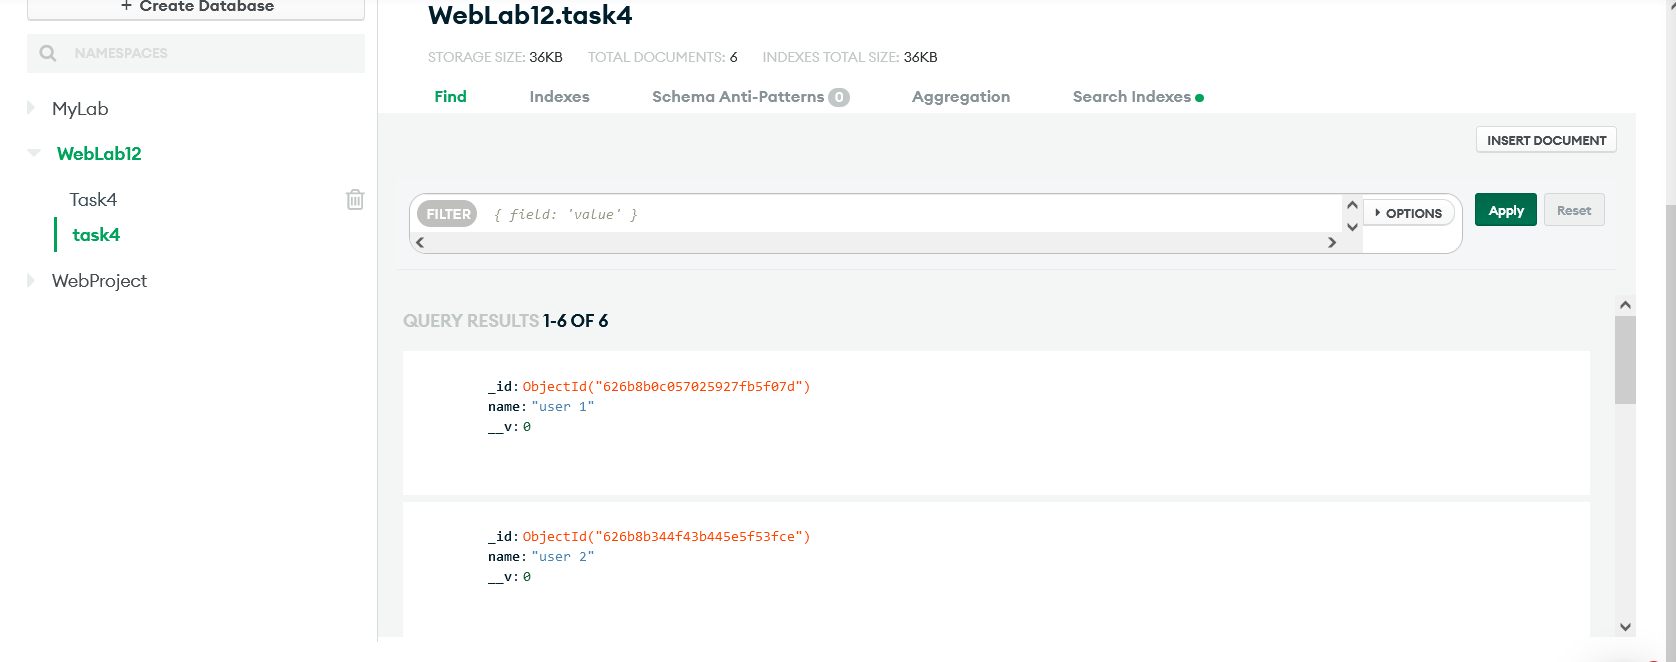 + Create Database
NAMESPACES
MyLab
WebLab12
Task4
task4
WebProject
WebLab12.task4
STORAGE SIZE: 36KB TOTAL DOCUMENTS: 6 INDEXES TOTAL SIZE: 36KB
Find Indexes Schema Anti-Patterns 0 Aggregation Search Indexes
INSERT DOCUMENT
FILTER { field: 'value' } OPTIONS Apply Reset
QUERY RESULTS 1-6 OF 6
_id: ObjectId("626b8b0c057025927fb5f07d")
name: "user 1"
__v: 0
_id: ObjectId("626b8b344f43b445e5f53fce")
name: "user 2"
__v: 0